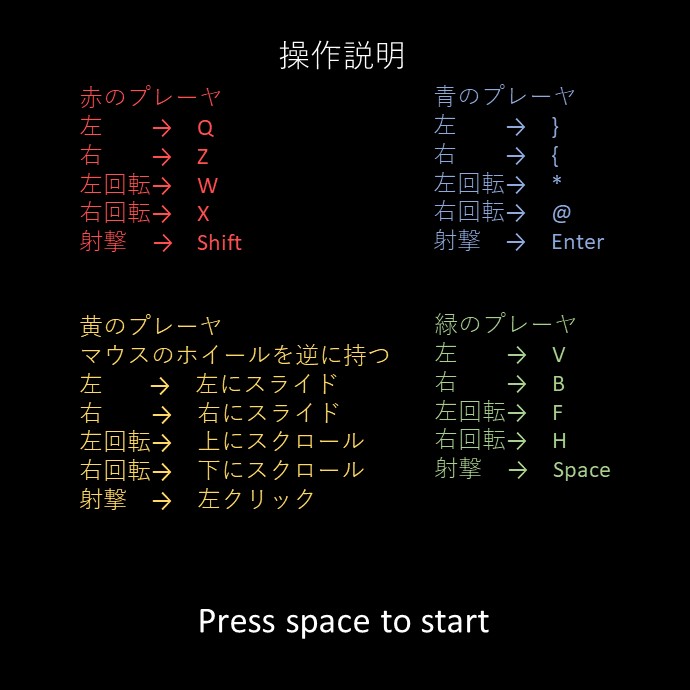 操作説明
赤のプレーヤ
左 → Q
右 → Z
左回転→ W
右回転→ X
射撃 → Shift
青のプレーヤ
左 → }
右 → {
左回転→ *
右回転→ @
射撃 → Enter
黄のプレーヤ
マウスのホイールを逆に持つ
左 → 左にスライド
右 → 右にスライド
左回転→ 上にスクロール
右回転→ 下にスクロール
射撃 → 左クリック
緑のプレーヤ
左 → V
右 → B
左回転→ F
右回転→ H
射撃 → Space
Press space to start